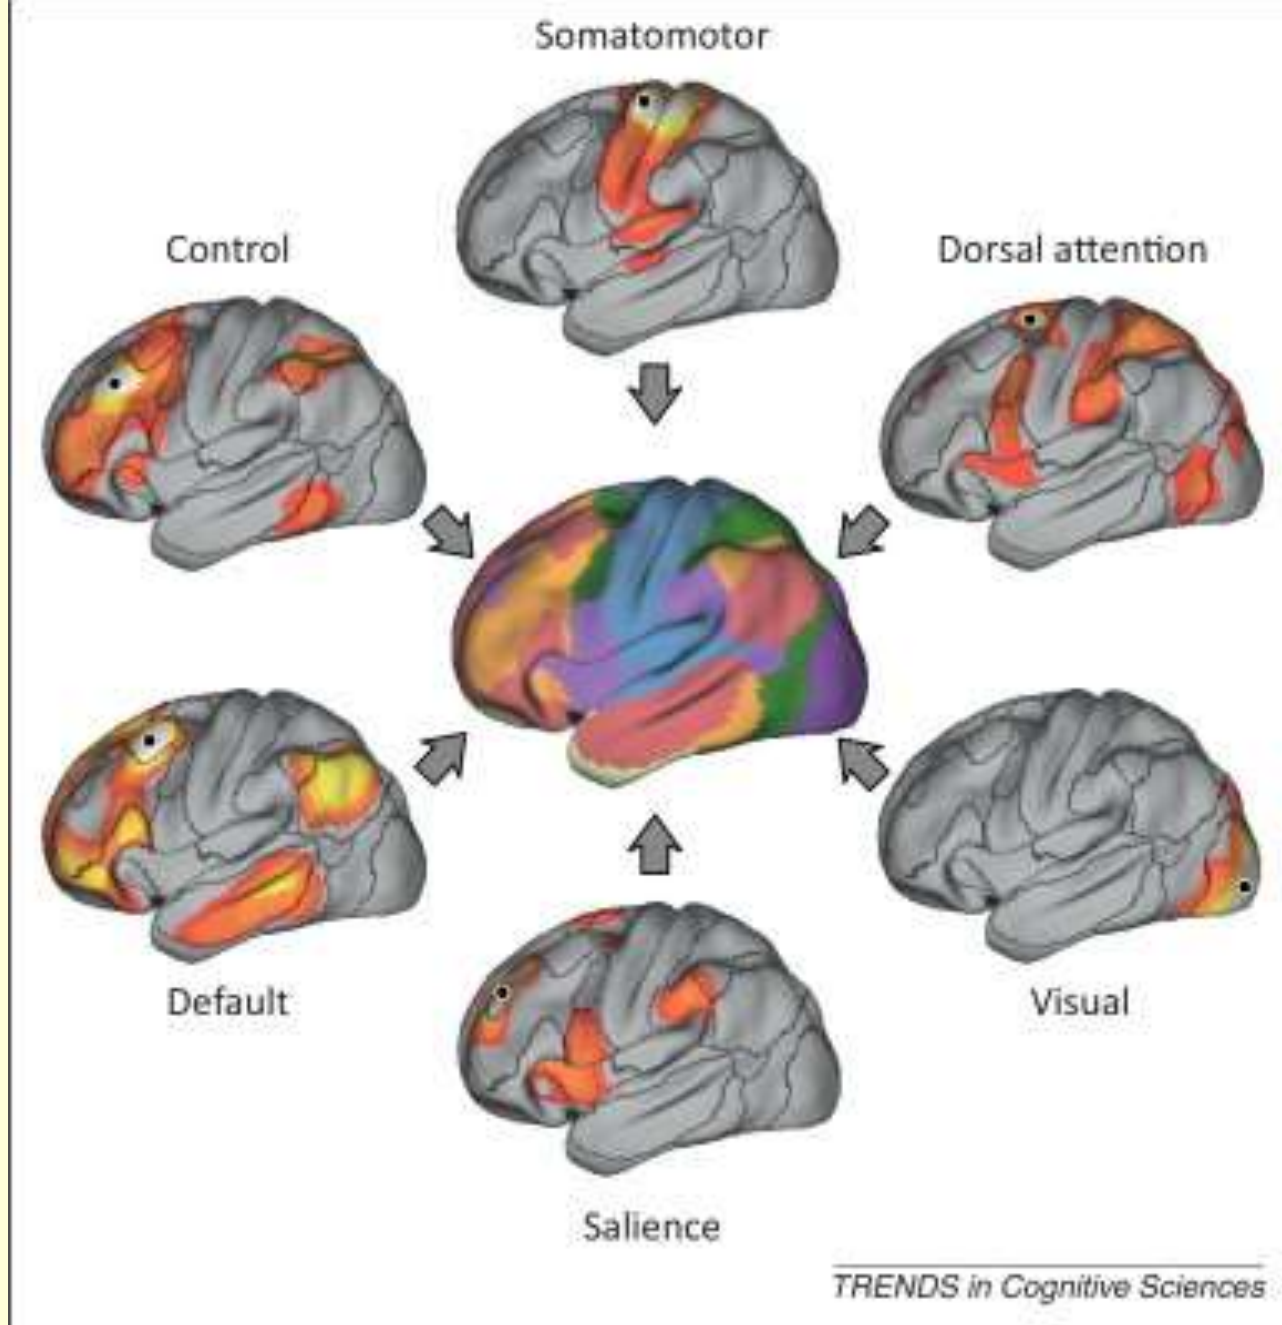 Somatomotor
Control
Dorsal attention
Default
Visual
Salience
TRENDS in Cognitive Sciences